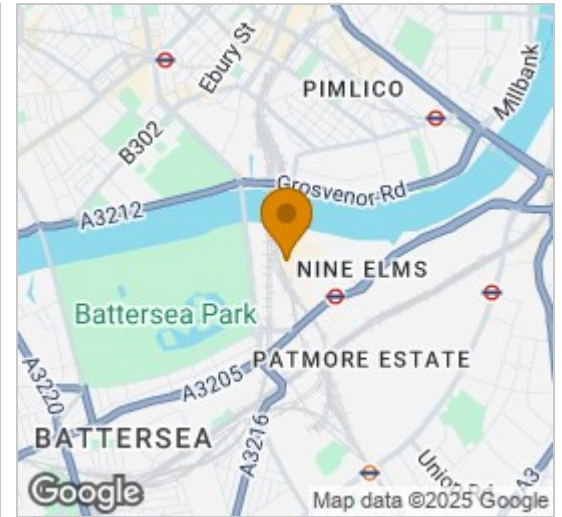 Ebury St
PIMLICO
Millbank
B302
Grosvenor Rd
A3212
NINE ELMS
Battersea Park
PATMORE ESTATE
A3205
A3220
A3216
BATTERSEA
Union Rd
A3
Google
Map data ©2025 Google